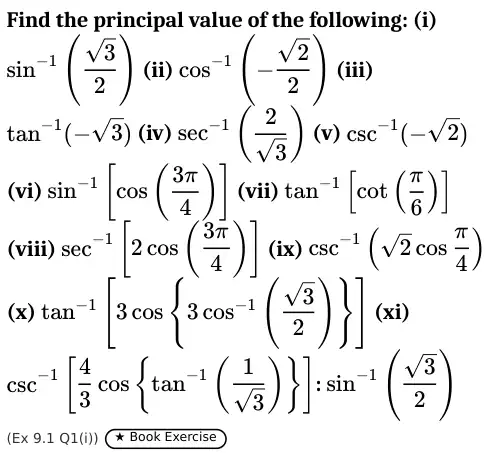 Find the principal value of the following: (i)
sin⁻¹ (√3/2) (ii) cos⁻¹ (−√2/2) (iii)
tan⁻¹(−√3) (iv) sec⁻¹ (2/√3) (v) csc⁻¹(−√2)
(vi) sin⁻¹ [cos (3π/4)] (vii) tan⁻¹ [cot (π/6)]
(viii) sec⁻¹ [2 cos (3π/4)] (ix) csc⁻¹ (√2 cos π/4)
(x) tan⁻¹ [3 cos {3 cos⁻¹ (√3/2)}] (xi)
csc⁻¹ [4/3 cos {tan⁻¹ (1/√3)}]: sin⁻¹ (√3/2)
(Ex 9.1 Q1(i)) ★ Book Exercise